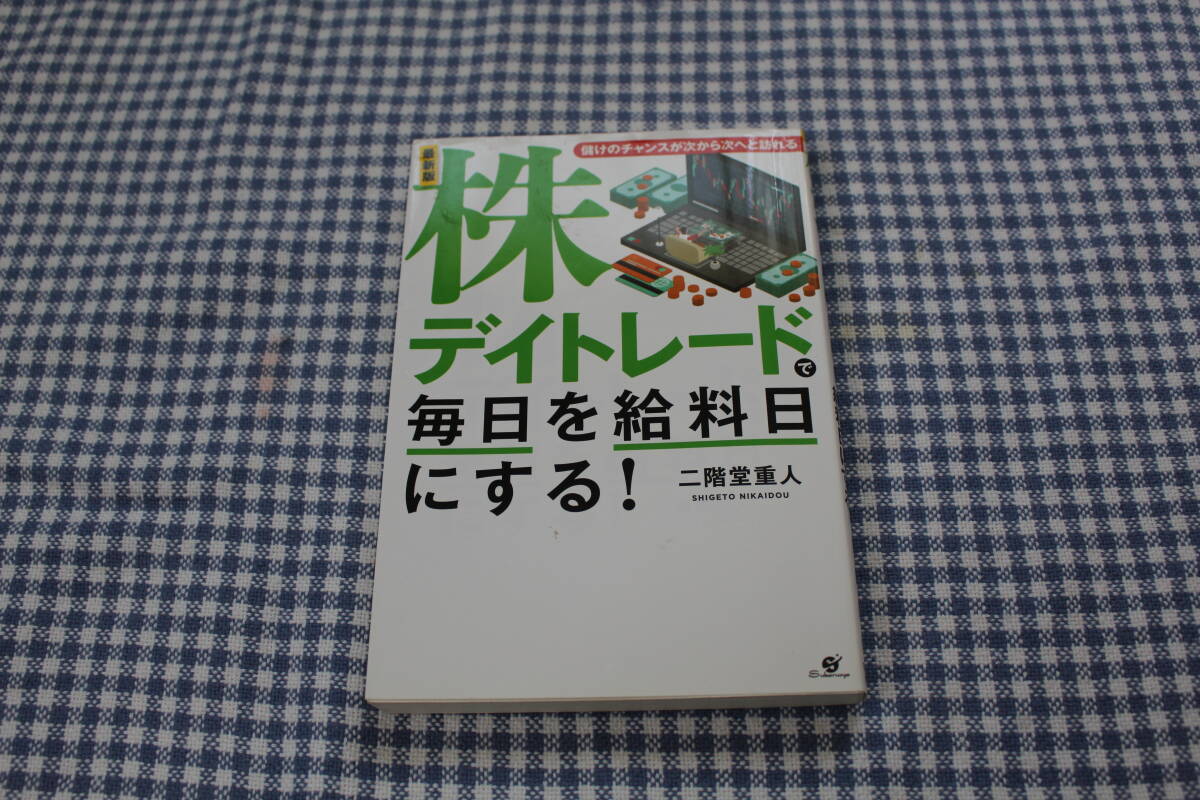 儲けのチャンスが次から次へと訪れる
最新版
株
デイトレードで
毎日を給料日
にする!
二階堂重人
SHIGETO NIKAIDOU
Subarusya